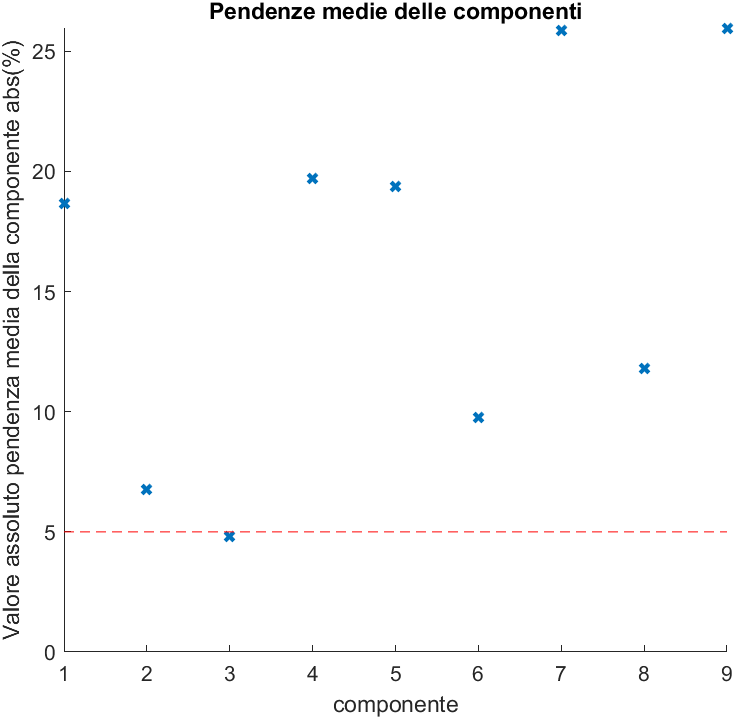 Pendenze medie delle componenti
Valore assoluto pendenza media della componente abs(%)
25
20
15
10
5
0
1 2 3 4 5 6 7 8 9
componente